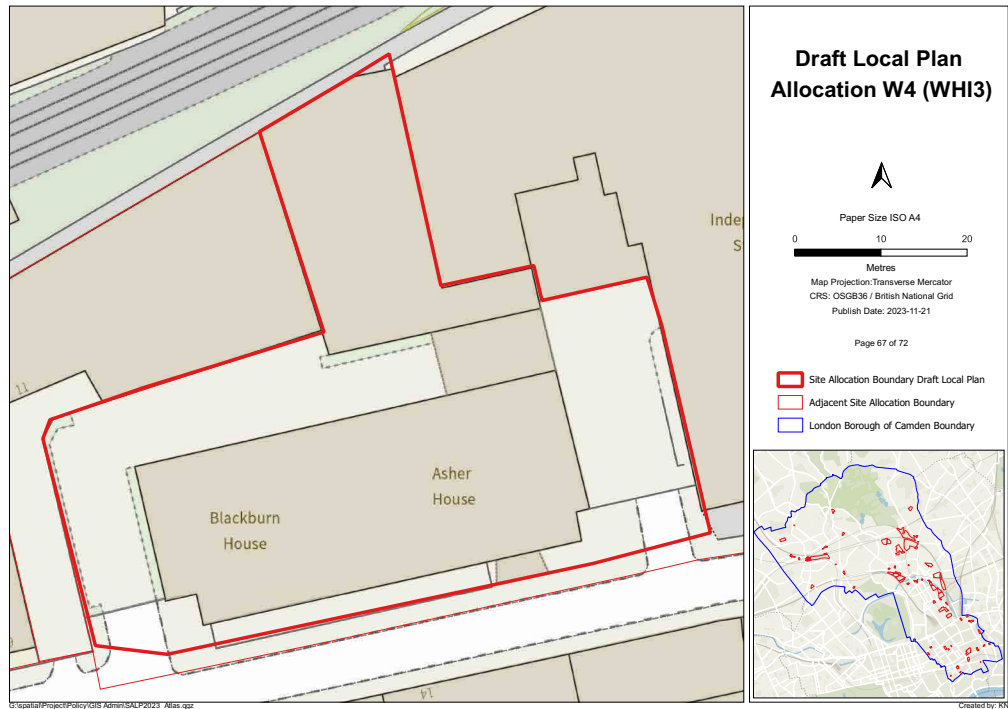 Draft Local Plan
Allocation W4 (WHI3)
Paper Size ISO A4
0 10 20
Metres
Map Projection:Transverse Mercator
CRS: OSGB36 / British National Grid
Publish Date: 2023-11-21
Page 67 of 72
Site Allocation Boundary Draft Local Plan
Adjacent Site Allocation Boundary
London Borough of Camden Boundary
11
Asher
House
Blackburn
House
14
G:\spatial\Project\Policy\GIS Admin\SALP2023_Atlas.qgz
Created by: